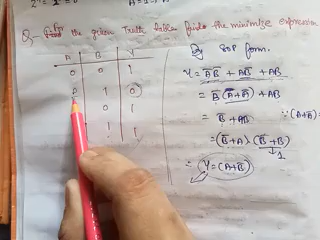 Q- the given Truth table find the minimize expression
A B Y
0 0 1
0 1 0
0 1
1 1
By SOP form.
Y = A̅B̅ + AB̅ + AB
= B̅(A̅+A) + AB
= B̅ + AB
= (B̅+A)·(B̅+B)
1
∴ Y = (A+B̅)